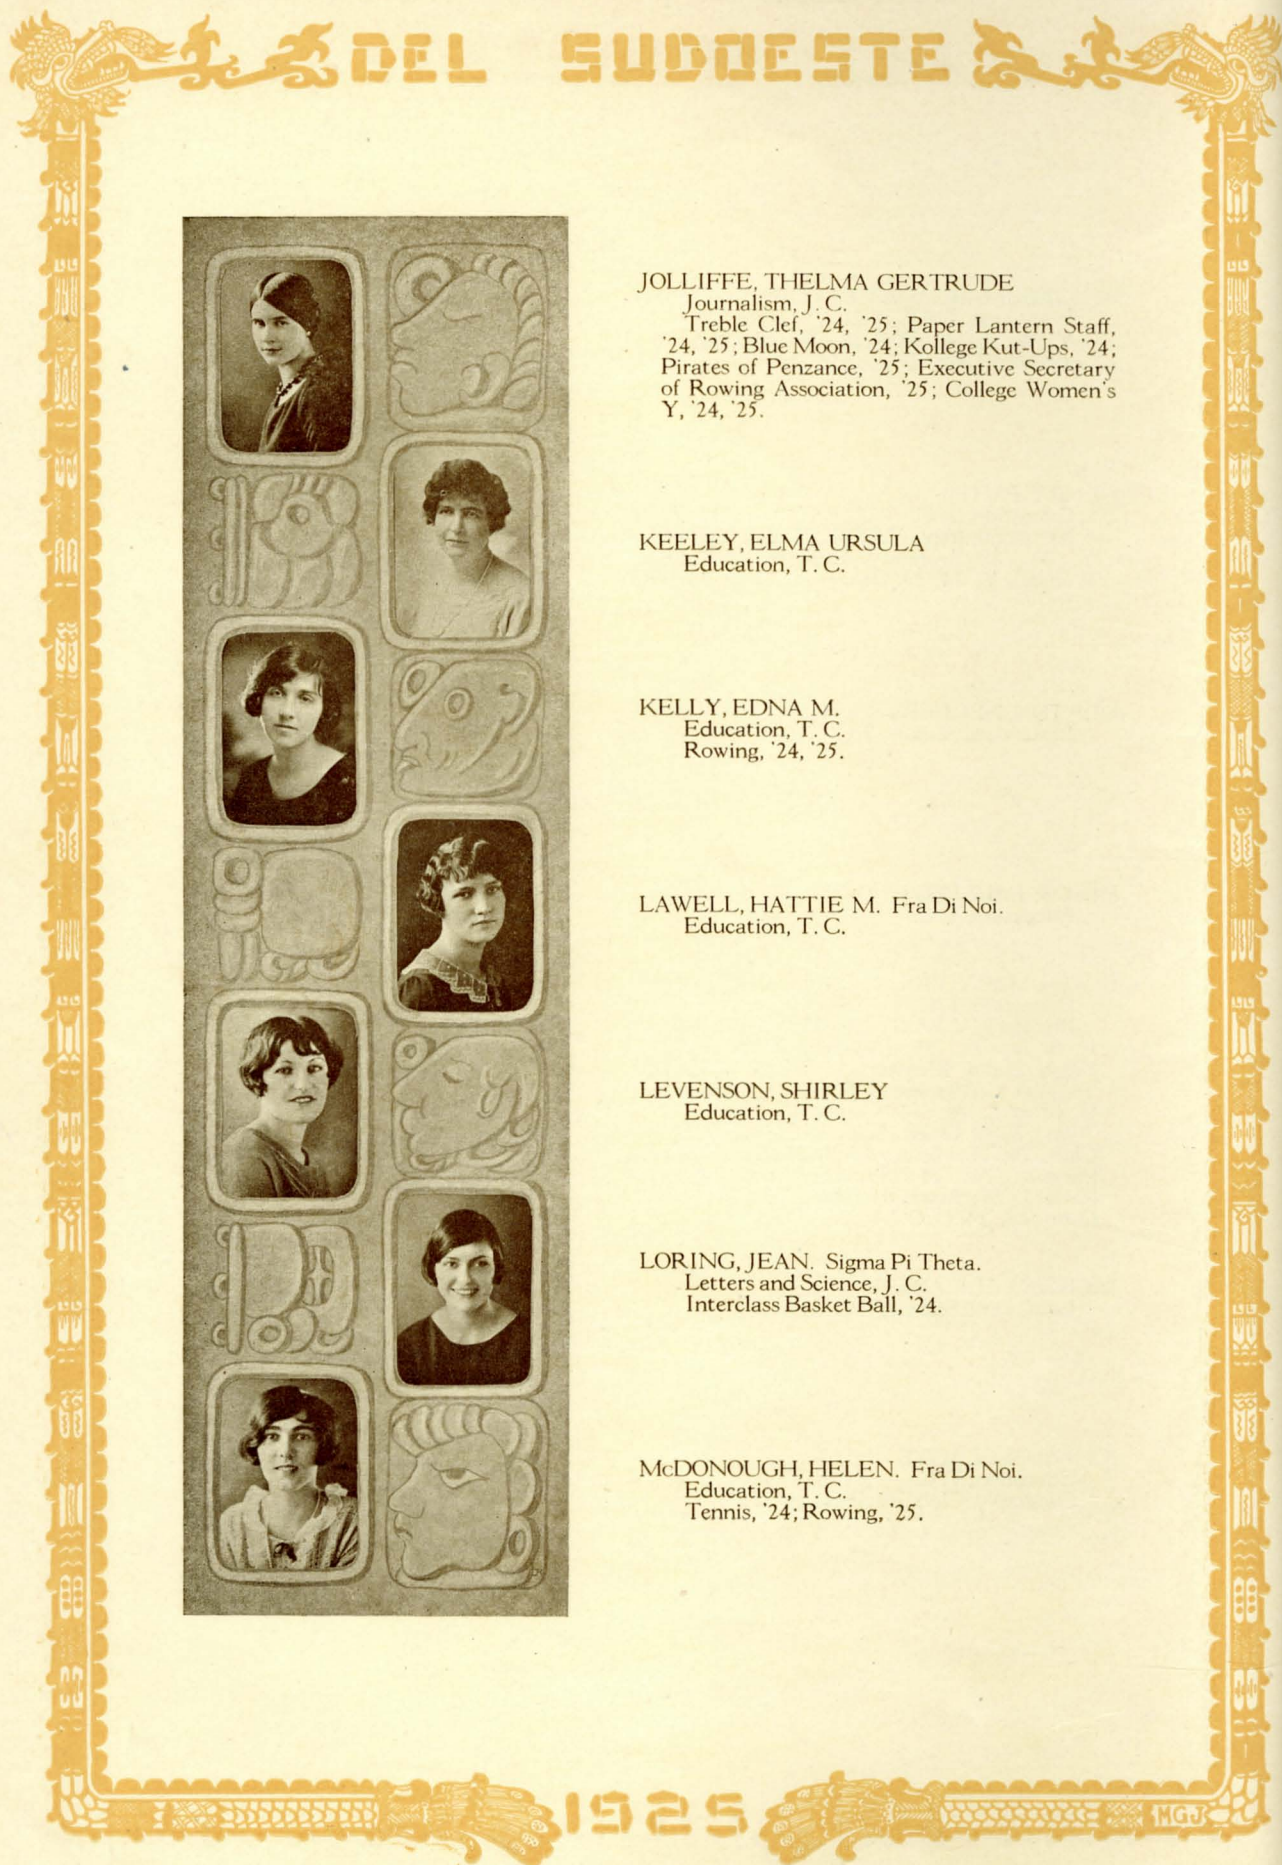 DEL SUDOESTE
JOLLIFFE, THELMA GERTRUDE
Journalism, J. C.
Treble Clef, '24, '25; Paper Lantern Staff,
'24, '25; Blue Moon, '24; Kollege Kut-Ups, '24;
Pirates of Penzance, '25; Executive Secretary
of Rowing Association, '25; College Women's
Y, '24, '25.
KEELEY, ELMA URSULA
Education, T. C.
KELLY, EDNA M.
Education, T. C.
Rowing, '24, '25.
LAWELL, HATTIE M. Fra Di Noi.
Education, T. C.
LEVENSON, SHIRLEY
Education, T. C.
LORING, JEAN. Sigma Pi Theta.
Letters and Science, J. C.
Interclass Basket Ball, '24.
McDONOUGH, HELEN. Fra Di Noi.
Education, T. C.
Tennis, '24; Rowing, '25.
1925
MGJ